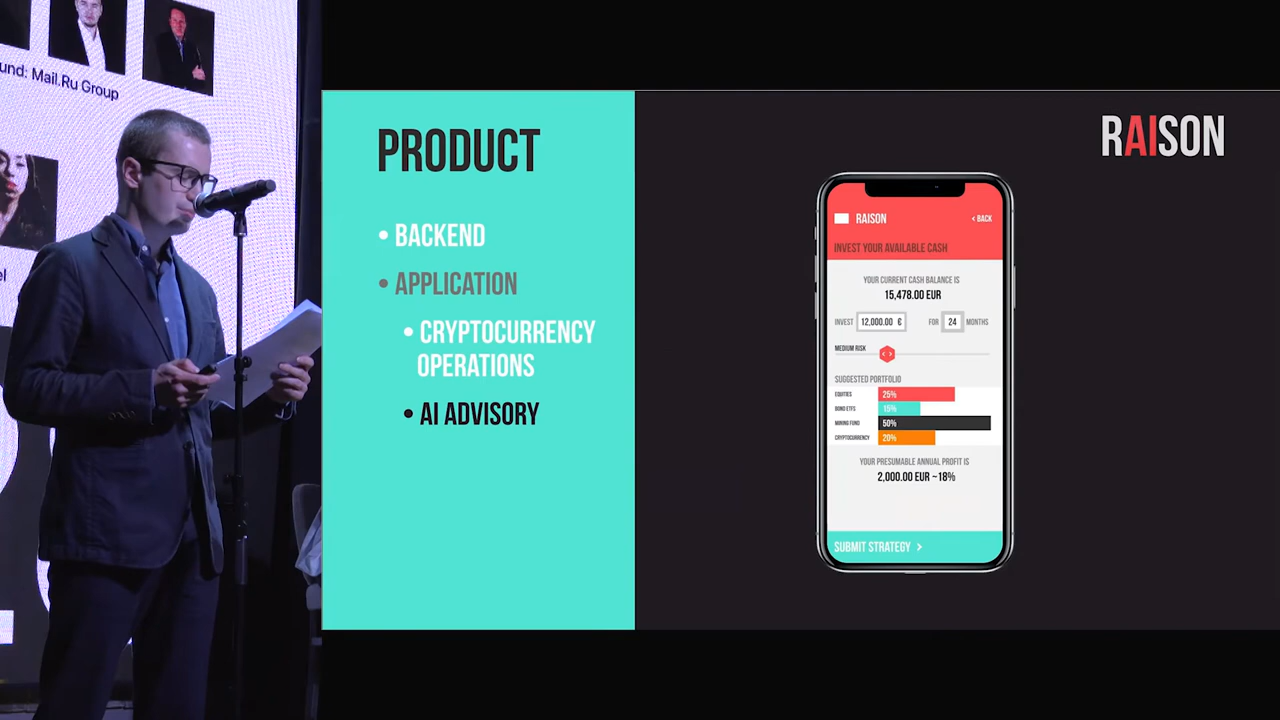 und: Mail.Ru Group
PRODUCT
• BACKEND
• APPLICATION
• CRYPTOCURRENCY
OPERATIONS
• AI ADVISORY
RAISON
RAISON
< BACK
INVEST YOUR AVAILABLE CASH
YOUR CURRENT CASH BALANCE IS
15,478.00 EUR
INVEST 12,000.00 € FOR 24 MONTHS
MEDIUM RISK
SUGGESTED PORTFOLIO
EQUITIES 25%
BOND ETFS 15%
MINING FUND 50%
CRYPTOCURRENCY 20%
YOUR PRESUMABLE ANNUAL PROFIT IS
2,000.00 EUR ~18%
SUBMIT STRATEGY >